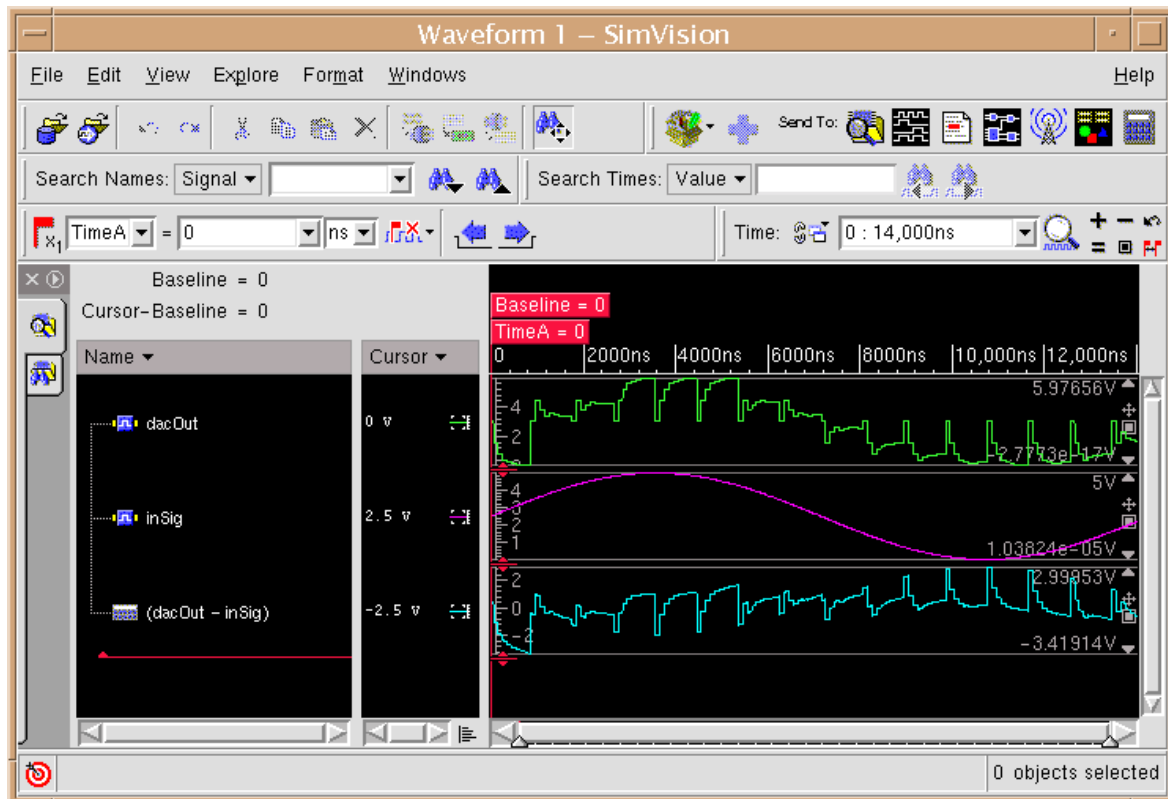 Waveform 1 – SimVision
File Edit View Explore Format Windows Help
Send To:
Search Names: Signal Search Times: Value
X1 TimeA = 0 ns Time: 0 : 14,000ns
Baseline = 0
Cursor-Baseline = 0
Baseline = 0
TimeA = 0
Name Cursor
0 2000ns 4000ns 6000ns 8000ns 10,000ns 12,000ns
dacOut 0 v
4
2
0
5.97656V
-2.7773e-17V
inSig 2.5 v
4
3
2
1
5V
1.03824e-05V
(dacOut - inSig) -2.5 v
2
0
-2
2.99953V
-3.41914V
0 objects selected